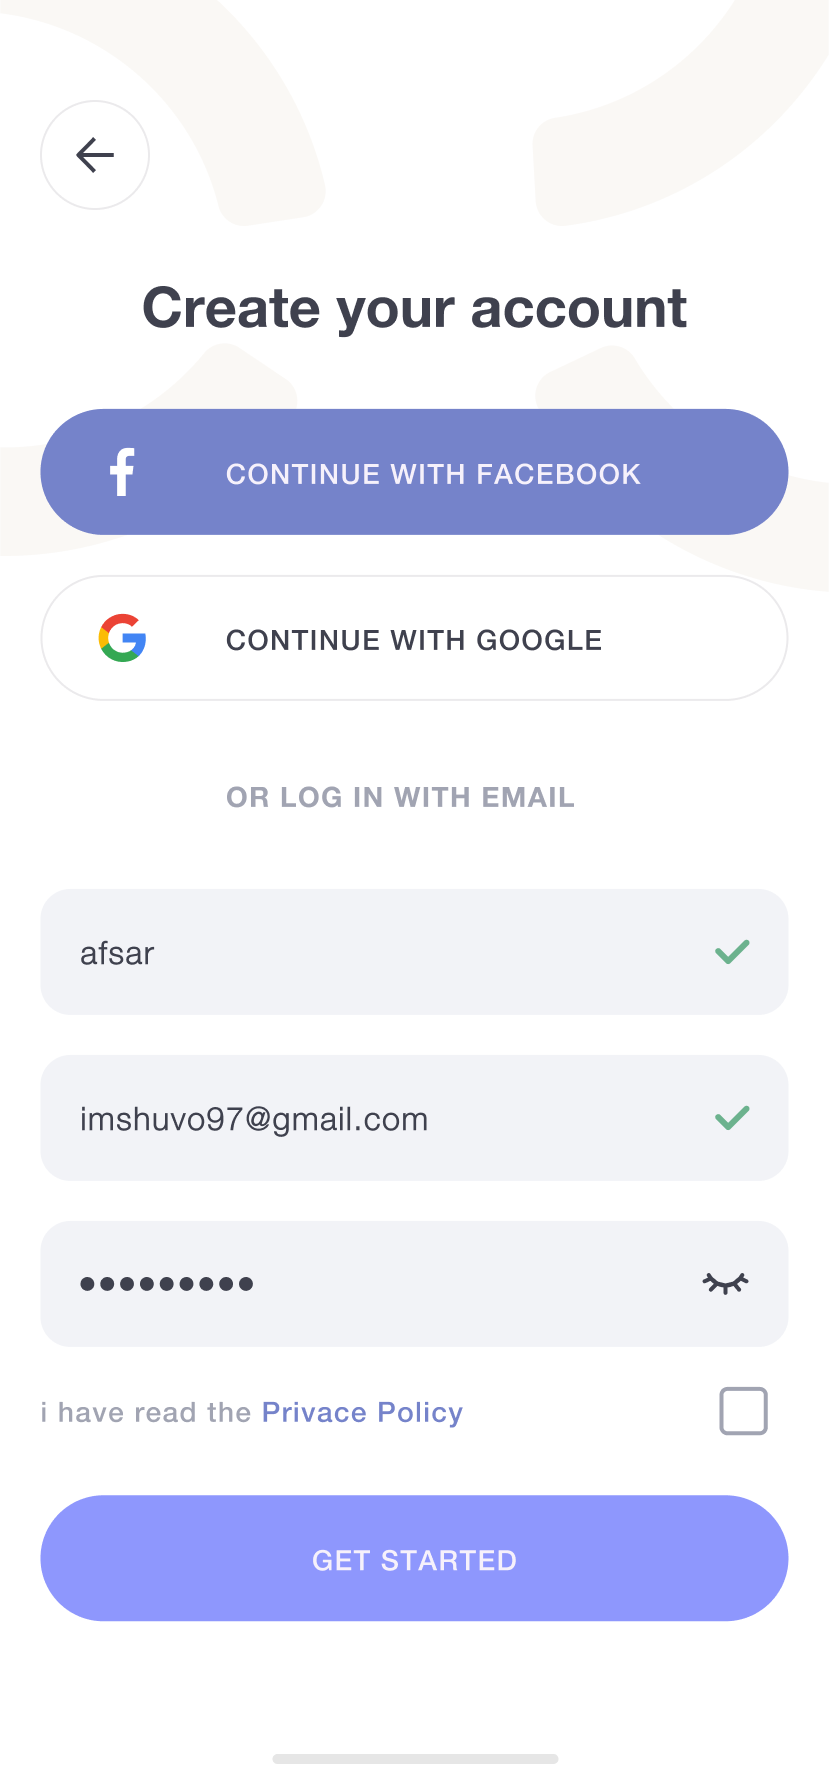 Create your account
CONTINUE WITH FACEBOOK
CONTINUE WITH GOOGLE
OR LOG IN WITH EMAIL
afsar
imshuvo97@gmail.com
•••••••••
i have read the Privace Policy
GET STARTED